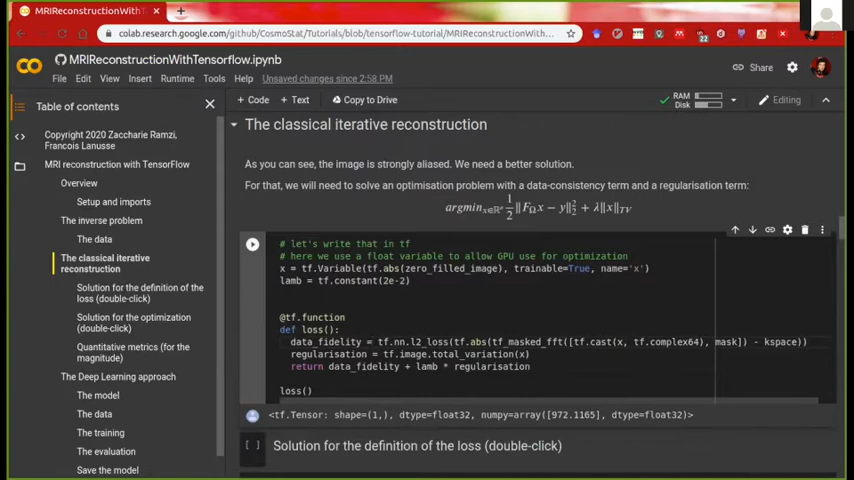 MRIReconstructionWithT
colab.research.google.com/github/CosmoStat/Tutorials/blob/tensorflow-tutorial/MRIReconstructionWithTensorflow.ipynb#...
22
MRIReconstructionWithTensorflow.ipynb
File Edit View Insert Runtime Tools Help Unsaved changes since 2:58 PM
Share
Table of contents
+ Code + Text Copy to Drive
RAM
Disk
Editing
Copyright 2020 Zaccharie Ramzi,
Francois Lanusse
MRI reconstruction with TensorFlow
Overview
Setup and imports
The inverse problem
The data
The classical iterative
reconstruction
Solution for the definition of the
loss (double-click)
Solution for the optimization
(double-click)
Quantitative metrics (for the
magnitude)
The Deep Learning approach
The model
The data
The training
The evaluation
Save the model
The classical iterative reconstruction
As you can see, the image is strongly aliased. We need a better solution.
For that, we will need to solve an optimisation problem with a data-consistency term and a regularisation term:
argmin_{x∈ℝⁿ} 1/2 ‖F_Ω x − y‖₂² + λ‖x‖_TV
# let's write that in tf
# here we use a float variable to allow GPU use for optimization
x = tf.Variable(tf.abs(zero_filled_image), trainable=True, name='x')
lamb = tf.constant(2e-2)
@tf.function
def loss():
data_fidelity = tf.nn.l2_loss(tf.abs(tf_masked_fft([tf.cast(x, tf.complex64), mask]) - kspace))
regularisation = tf.image.total_variation(x)
return data_fidelity + lamb * regularisation
loss()
<tf.Tensor: shape=(1,), dtype=float32, numpy=array([972.1165], dtype=float32)>
[ ] Solution for the definition of the loss (double-click)